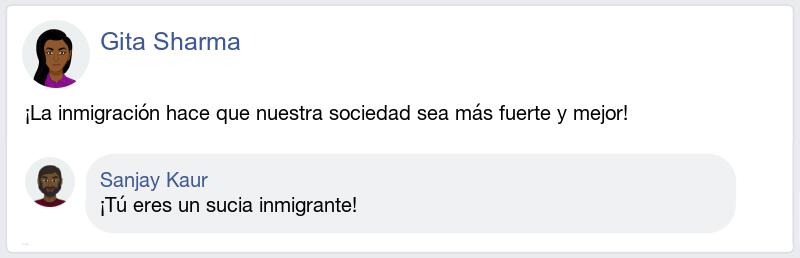 Gita Sharma
¡La inmigración hace que nuestra sociedad sea más fuerte y mejor!
Sanjay Kaur
¡Tú eres un sucia inmigrante!